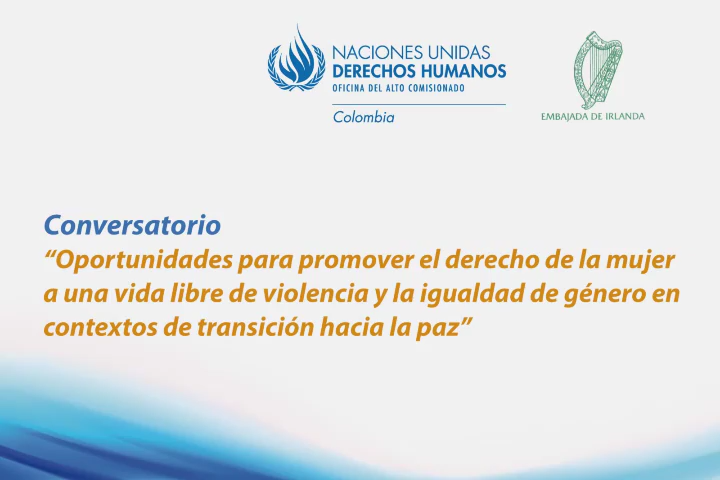 NACIONES UNIDAS
DERECHOS HUMANOS
OFICINA DEL ALTO COMISIONADO
Colombia
EMBAJADA DE IRLANDA
Conversatorio
“Oportunidades para promover el derecho de la mujer
a una vida libre de violencia y la igualdad de género en
contextos de transición hacia la paz”